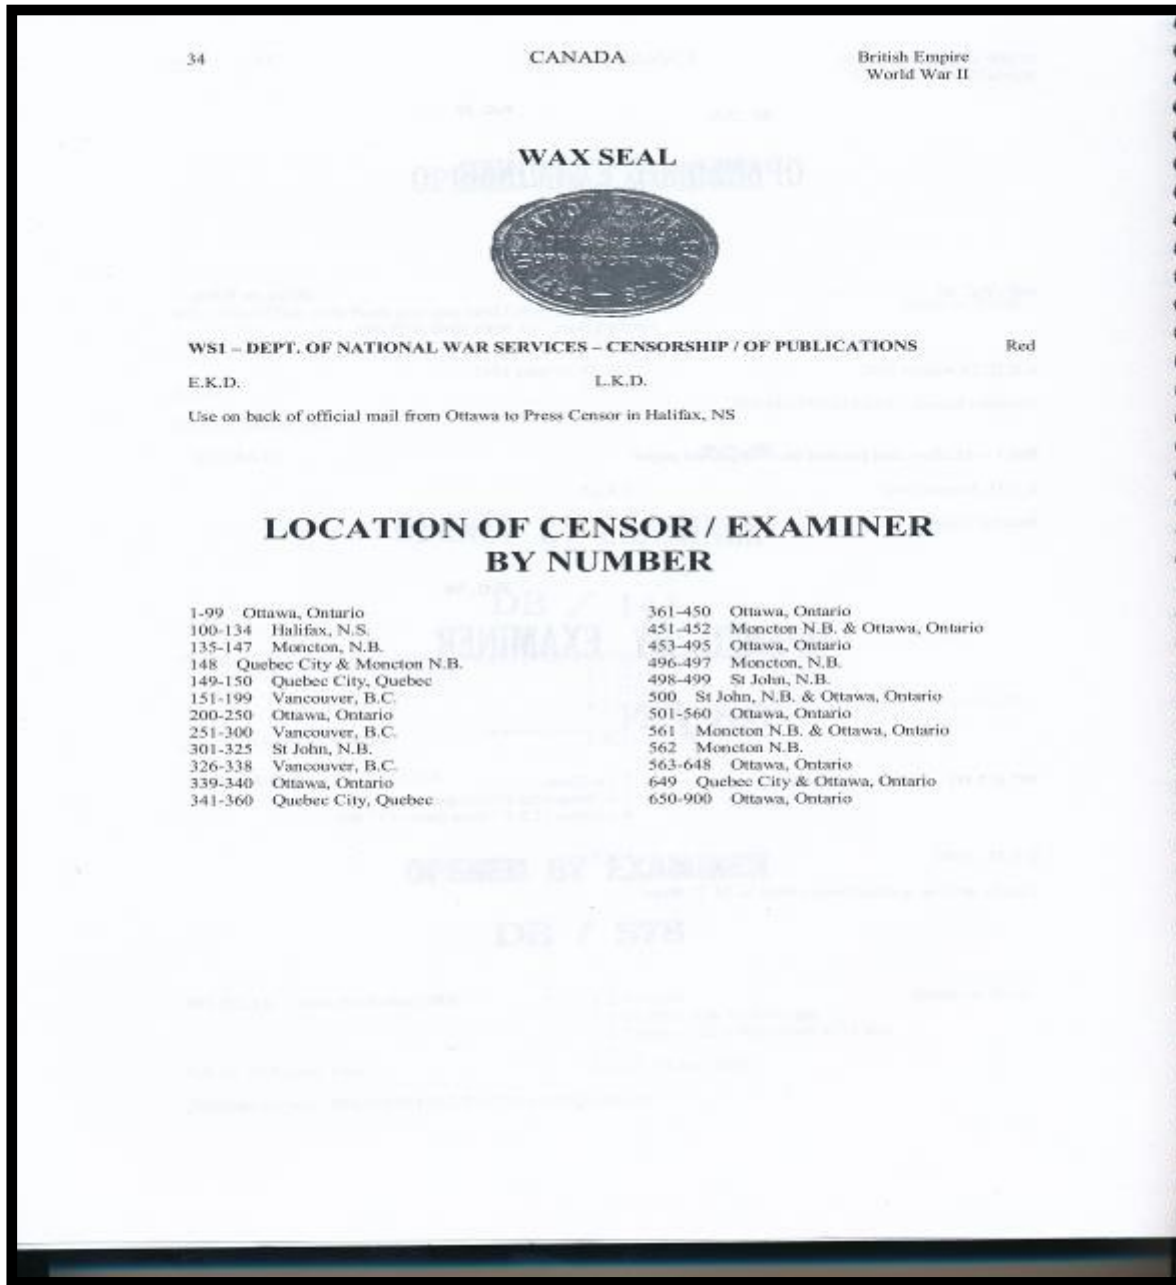 34 CANADA British Empire
World War II
WAX SEAL
WS1 – DEPT. OF NATIONAL WAR SERVICES – CENSORSHIP / OF PUBLICATIONS Red
E.K.D. L.K.D.
Use on back of official mail from Ottawa to Press Censor in Halifax, NS
LOCATION OF CENSOR / EXAMINER
BY NUMBER
1-99 Ottawa, Ontario
100-134 Halifax, N.S.
135-147 Moncton, N.B.
148 Quebec City & Moncton N.B.
149-150 Quebec City, Quebec
151-199 Vancouver, B.C.
200-250 Ottawa, Ontario
251-300 Vancouver, B.C.
301-325 St John, N.B.
326-338 Vancouver, B.C.
339-340 Ottawa, Ontario
341-360 Quebec City, Quebec
361-450 Ottawa, Ontario
451-452 Moncton N.B. & Ottawa, Ontario
453-495 Ottawa, Ontario
496-497 Moncton, N.B.
498-499 St John, N.B.
500 St John, N.B. & Ottawa, Ontario
501-560 Ottawa, Ontario
561 Moncton N.B. & Ottawa, Ontario
562 Moncton N.B.
563-648 Ottawa, Ontario
649 Quebec City & Ottawa, Ontario
650-900 Ottawa, Ontario